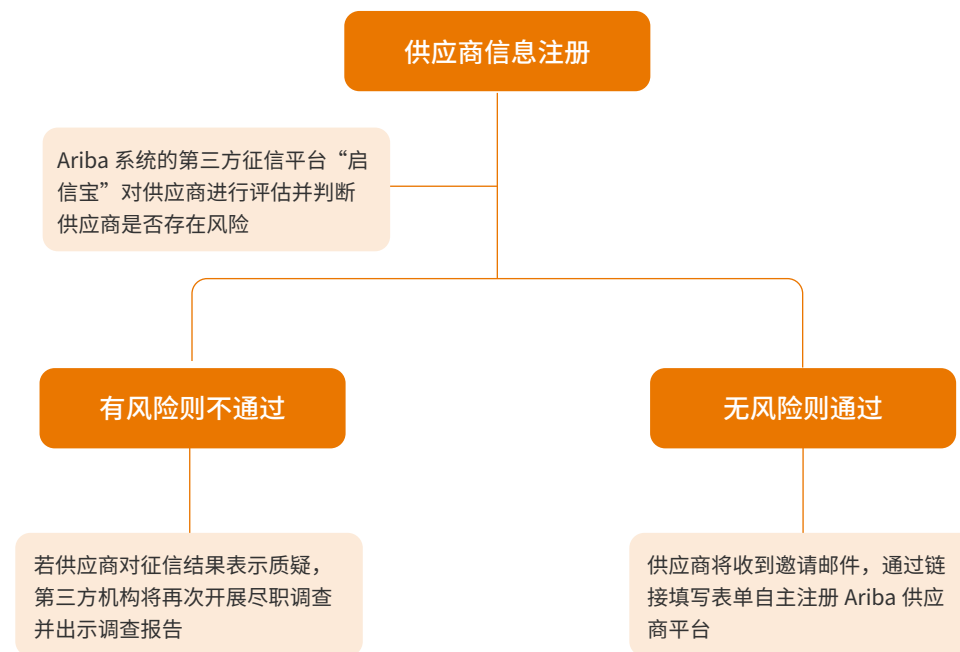 供应商信息注册
Ariba 系统的第三方征信平台“启
信宝”对供应商进行评估并判断
供应商是否存在风险
有风险则不通过
无风险则通过
若供应商对征信结果表示质疑，
第三方机构将再次开展尽职调查
并出示调查报告
供应商将收到邀请邮件，通过链
接填写表单自主注册 Ariba 供应
商平台